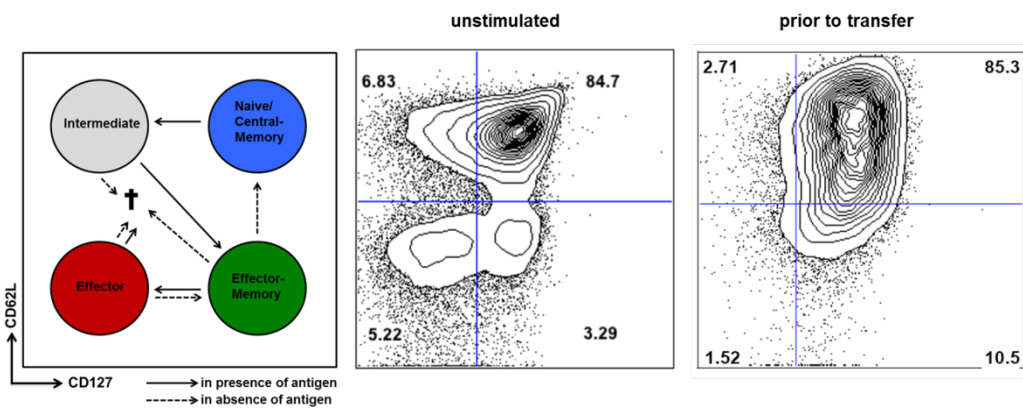 unstimulated
prior to transfer
Intermediate
Naive/
Central-
Memory
Effector
Effector-
Memory
CD62L
CD127
in presence of antigen
in absence of antigen
6.83
84.7
5.22
3.29
2.71
85.3
1.52
10.5